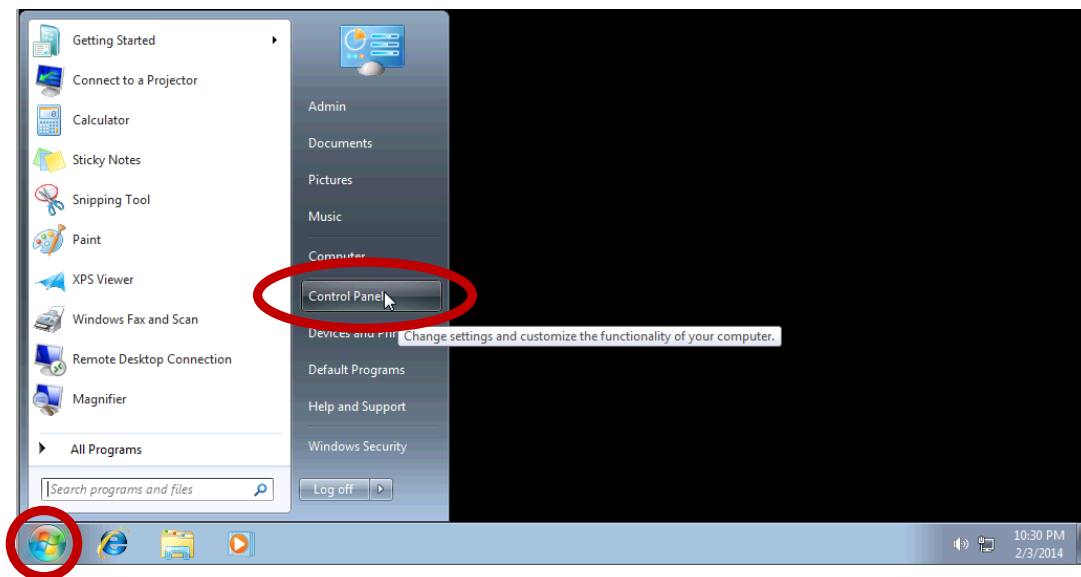 Getting Started
Connect to a Projector
Calculator
Sticky Notes
Snipping Tool
Paint
XPS Viewer
Windows Fax and Scan
Remote Desktop Connection
Magnifier
All Programs
Search programs and files
Admin
Documents
Pictures
Music
Computer
Control Panel
Devices and Prin
Change settings and customize the functionality of your computer.
Default Programs
Help and Support
Windows Security
Log off
10:30 PM
2/3/2014